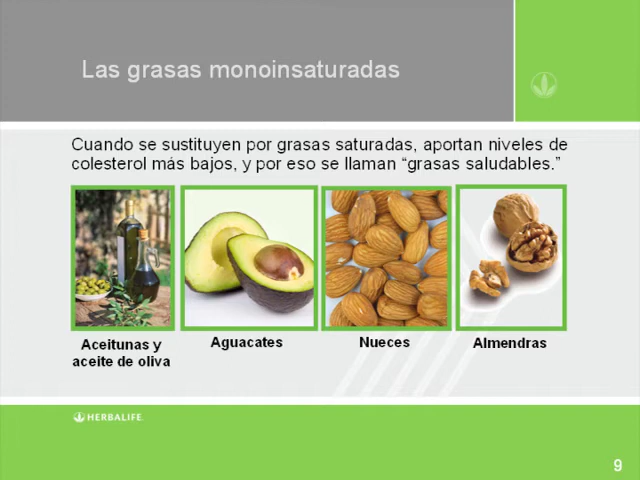 Las grasas monoinsaturadas
Cuando se sustituyen por grasas saturadas, aportan niveles de
colesterol más bajos, y por eso se llaman “grasas saludables.”
Aceitunas y
aceite de oliva
Aguacates
Nueces
Almendras
HERBALIFE.
9